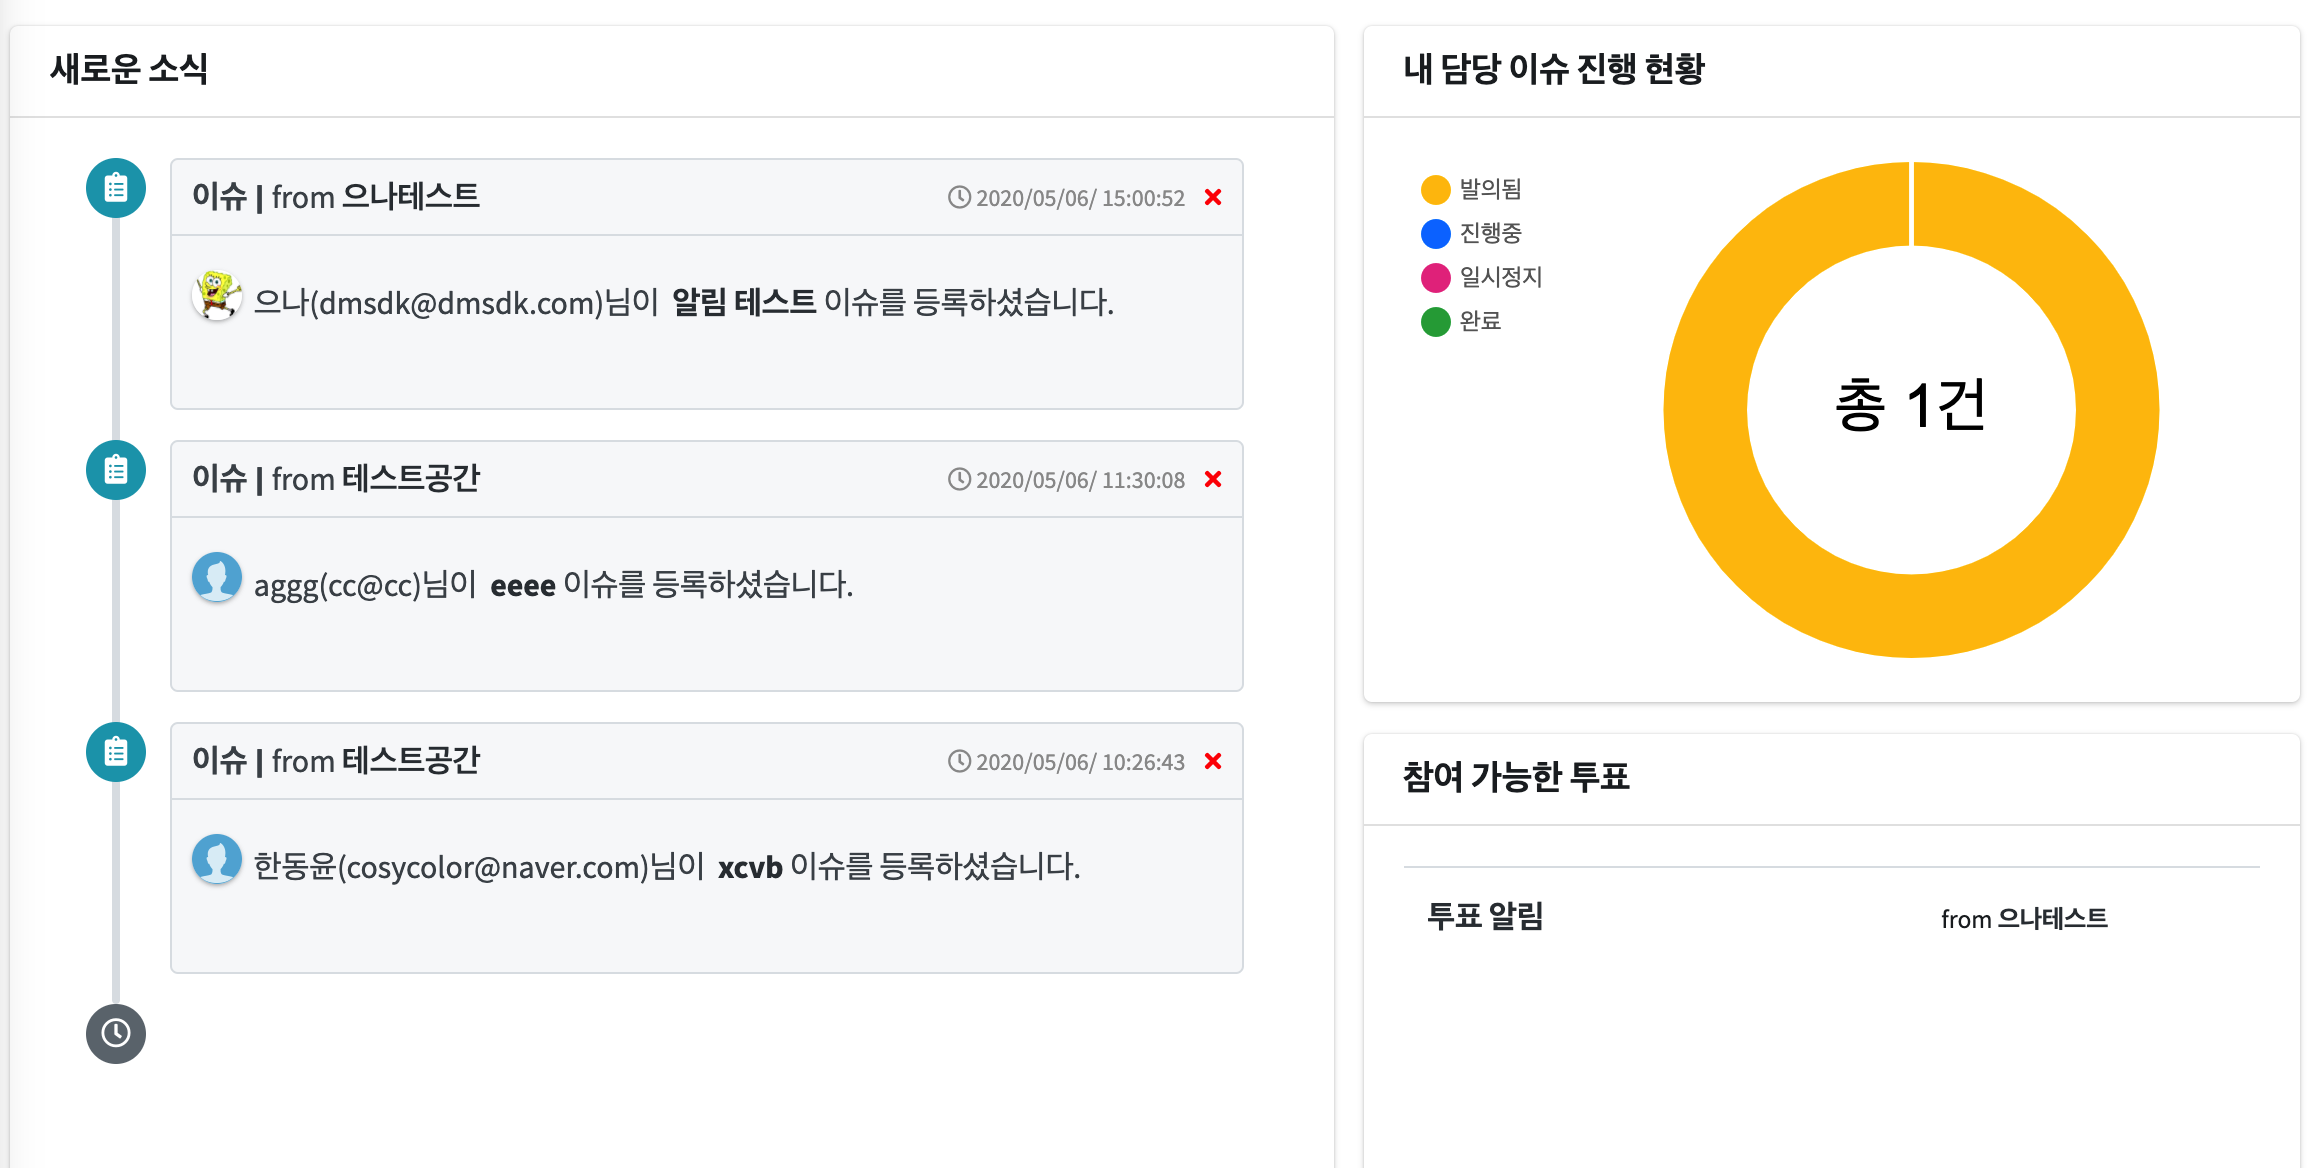 새로운 소식
이슈 | from 으나테스트
2020/05/06/ 15:00:52
으나(dmsdk@dmsdk.com)님이 알림 테스트 이슈를 등록하셨습니다.
이슈 | from 테스트공간
2020/05/06/ 11:30:08
aggg(cc@cc)님이 eeee 이슈를 등록하셨습니다.
이슈 | from 테스트공간
2020/05/06/ 10:26:43
한동윤(cosycolor@naver.com)님이 xcvb 이슈를 등록하셨습니다.
내 담당 이슈 진행 현황
발의됨
진행중
일시정지
완료
총 1건
참여 가능한 투표
투표 알림
from 으나테스트